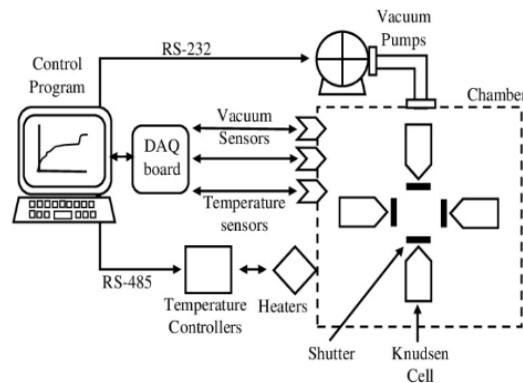 Vacuum
Pumps
RS-232
Control
Program
Chamber
Vacuum
Sensors
DAQ
board
Temperature
sensors
RS-485
Temperature
Controllers
Heaters
Shutter
Knudsen
Cell